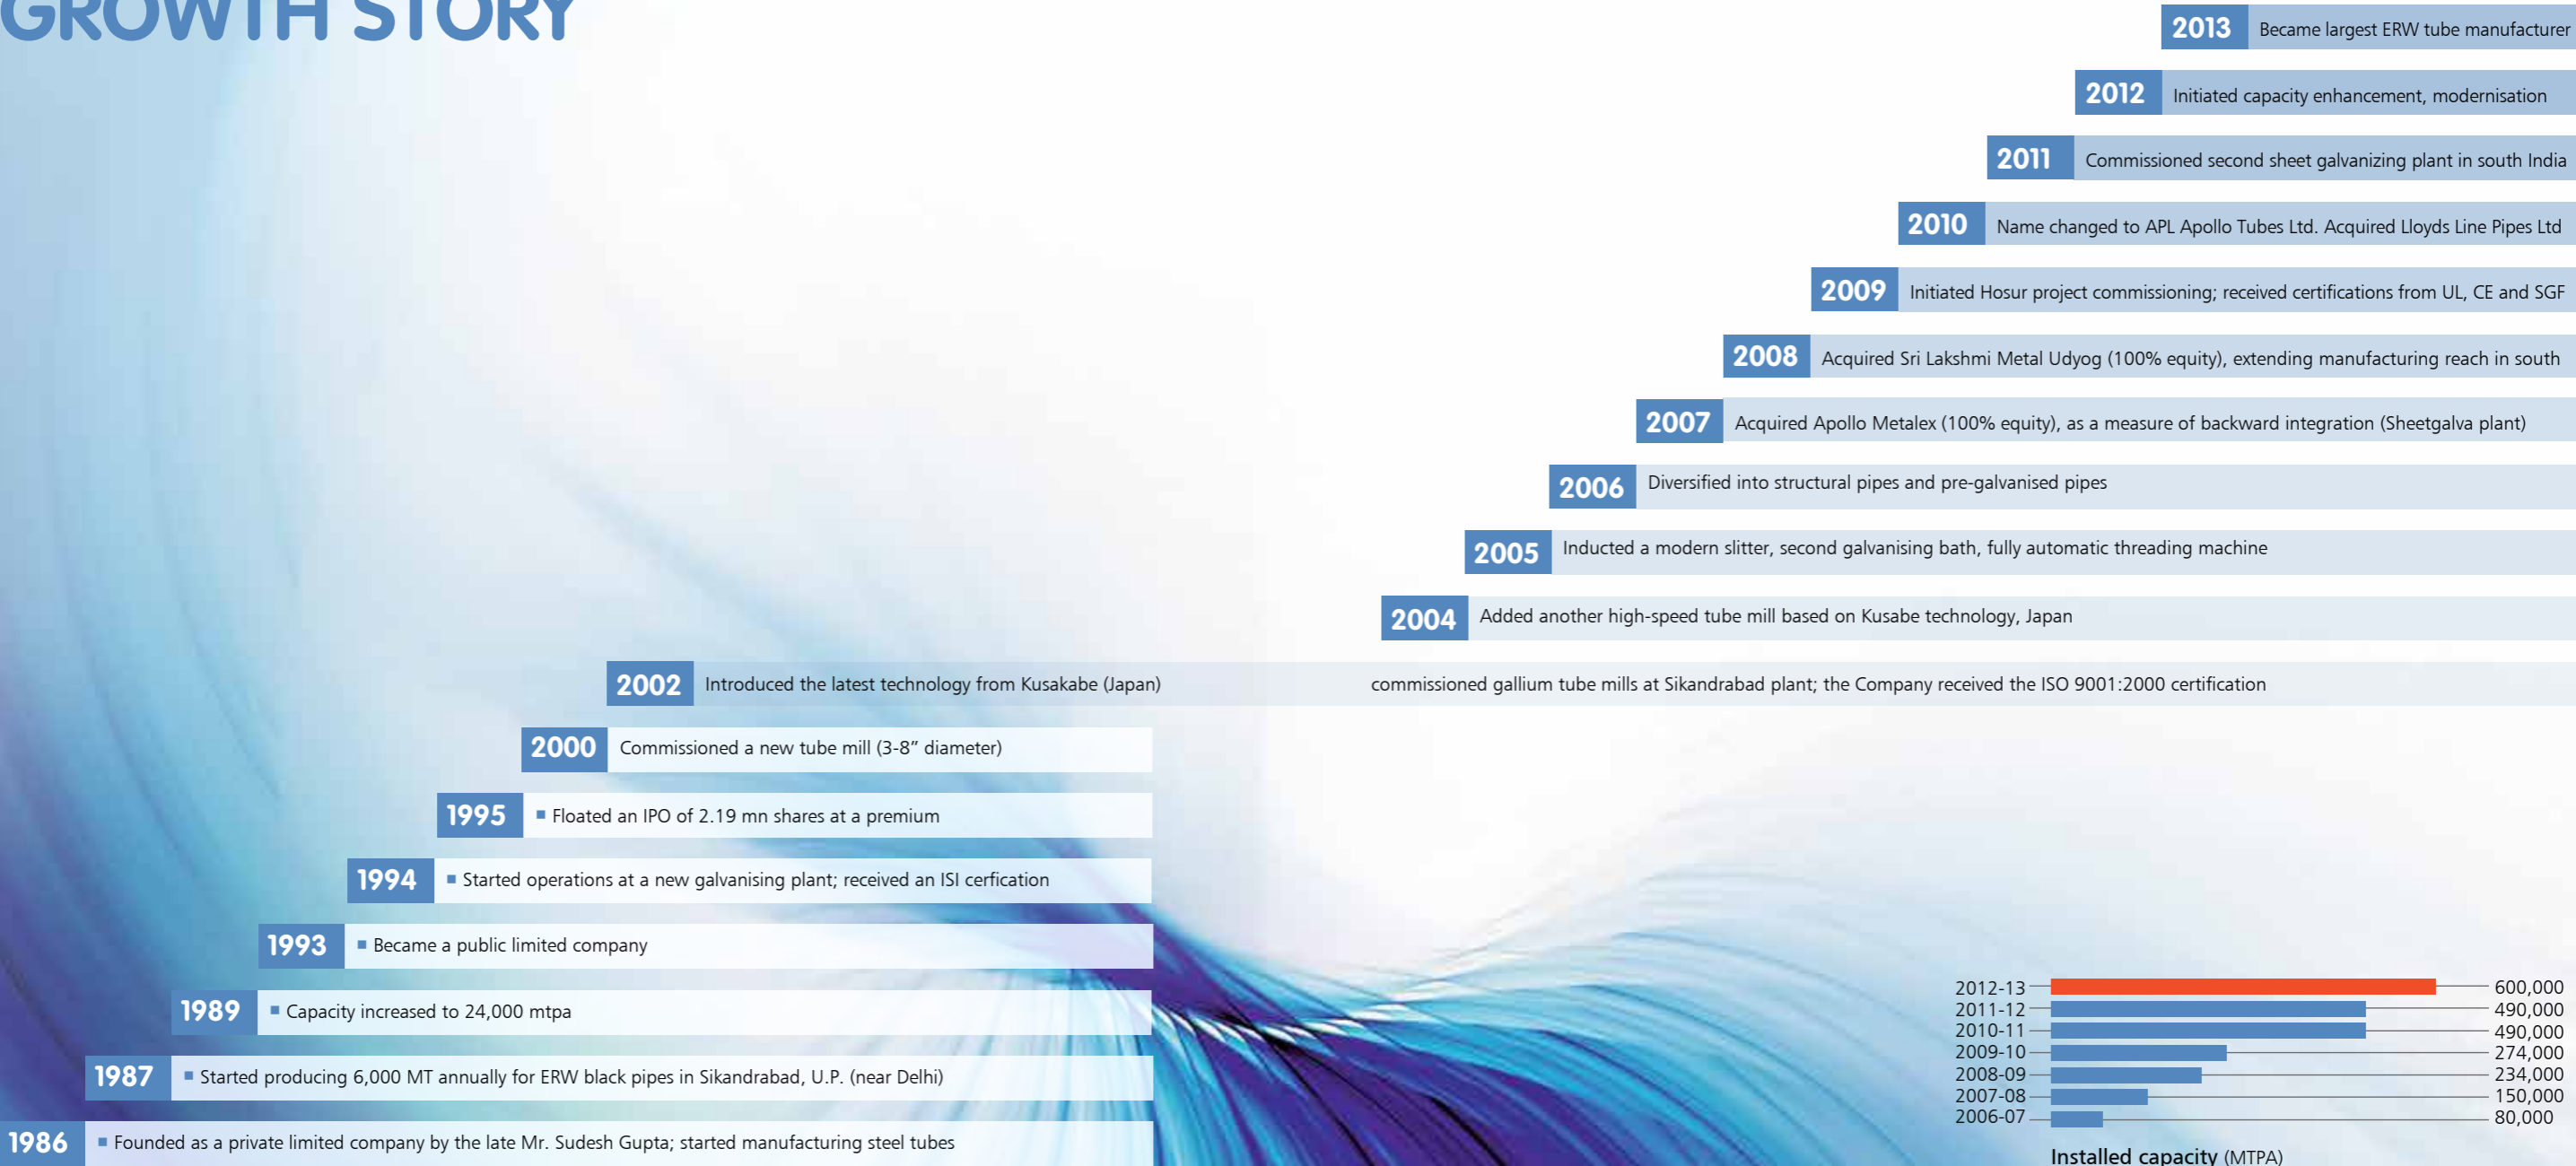 GROWTH STORY
2013 Became largest ERW tube manufacturer
2012 Initiated capacity enhancement, modernisation
2011 Commissioned second sheet galvanizing plant in south India
2010 Name changed to APL Apollo Tubes Ltd. Acquired Lloyds Line Pipes Ltd
2009 Initiated Hosur project commissioning; received certifications from UL, CE and SGF
2008 Acquired Sri Lakshmi Metal Udyog (100% equity), extending manufacturing reach in south
2007 Acquired Apollo Metalex (100% equity), as a measure of backward integration (Sheetgalva plant)
2006 Diversified into structural pipes and pre-galvanised pipes
2005 Inducted a modern slitter, second galvanising bath, fully automatic threading machine
2004 Added another high-speed tube mill based on Kusabe technology, Japan
2002 Introduced the latest technology from Kusakabe (Japan) commissioned gallium tube mills at Sikandrabad plant; the Company received the ISO 9001:2000 certification
2000 Commissioned a new tube mill (3-8” diameter)
1995 ▪ Floated an IPO of 2.19 mn shares at a premium
1994 ▪ Started operations at a new galvanising plant; received an ISI cerfication
1993 ▪ Became a public limited company
1989 ▪ Capacity increased to 24,000 mtpa
1987 ▪ Started producing 6,000 MT annually for ERW black pipes in Sikandrabad, U.P. (near Delhi)
1986 ▪ Founded as a private limited company by the late Mr. Sudesh Gupta; started manufacturing steel tubes
2012-13 600,000
2011-12 490,000
2010-11 490,000
2009-10 274,000
2008-09 234,000
2007-08 150,000
2006-07 80,000
Installed capacity (MTPA)